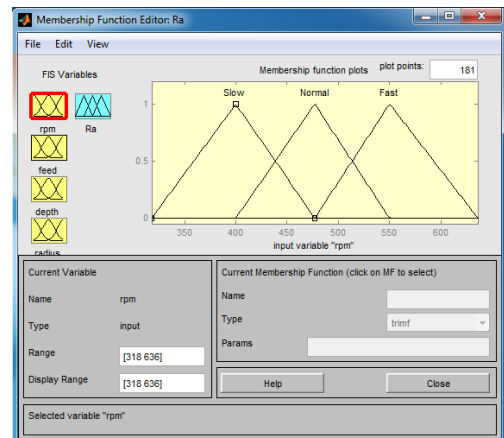 Membership Function Editor: Ra
File Edit View
FIS Variables
Membership function plots
plot points:
181
rpm
Ra
feed
depth
radius
Slow
Normal
Fast
1
0.5
0
350
400
450
500
550
600
input variable "rpm"
Current Variable
Name
rpm
Type
input
Range
[318 636]
Display Range
[318 636]
Current Membership Function (click on MF to select)
Name
Type
trimf
Params
Help
Close
Selected variable "rpm"